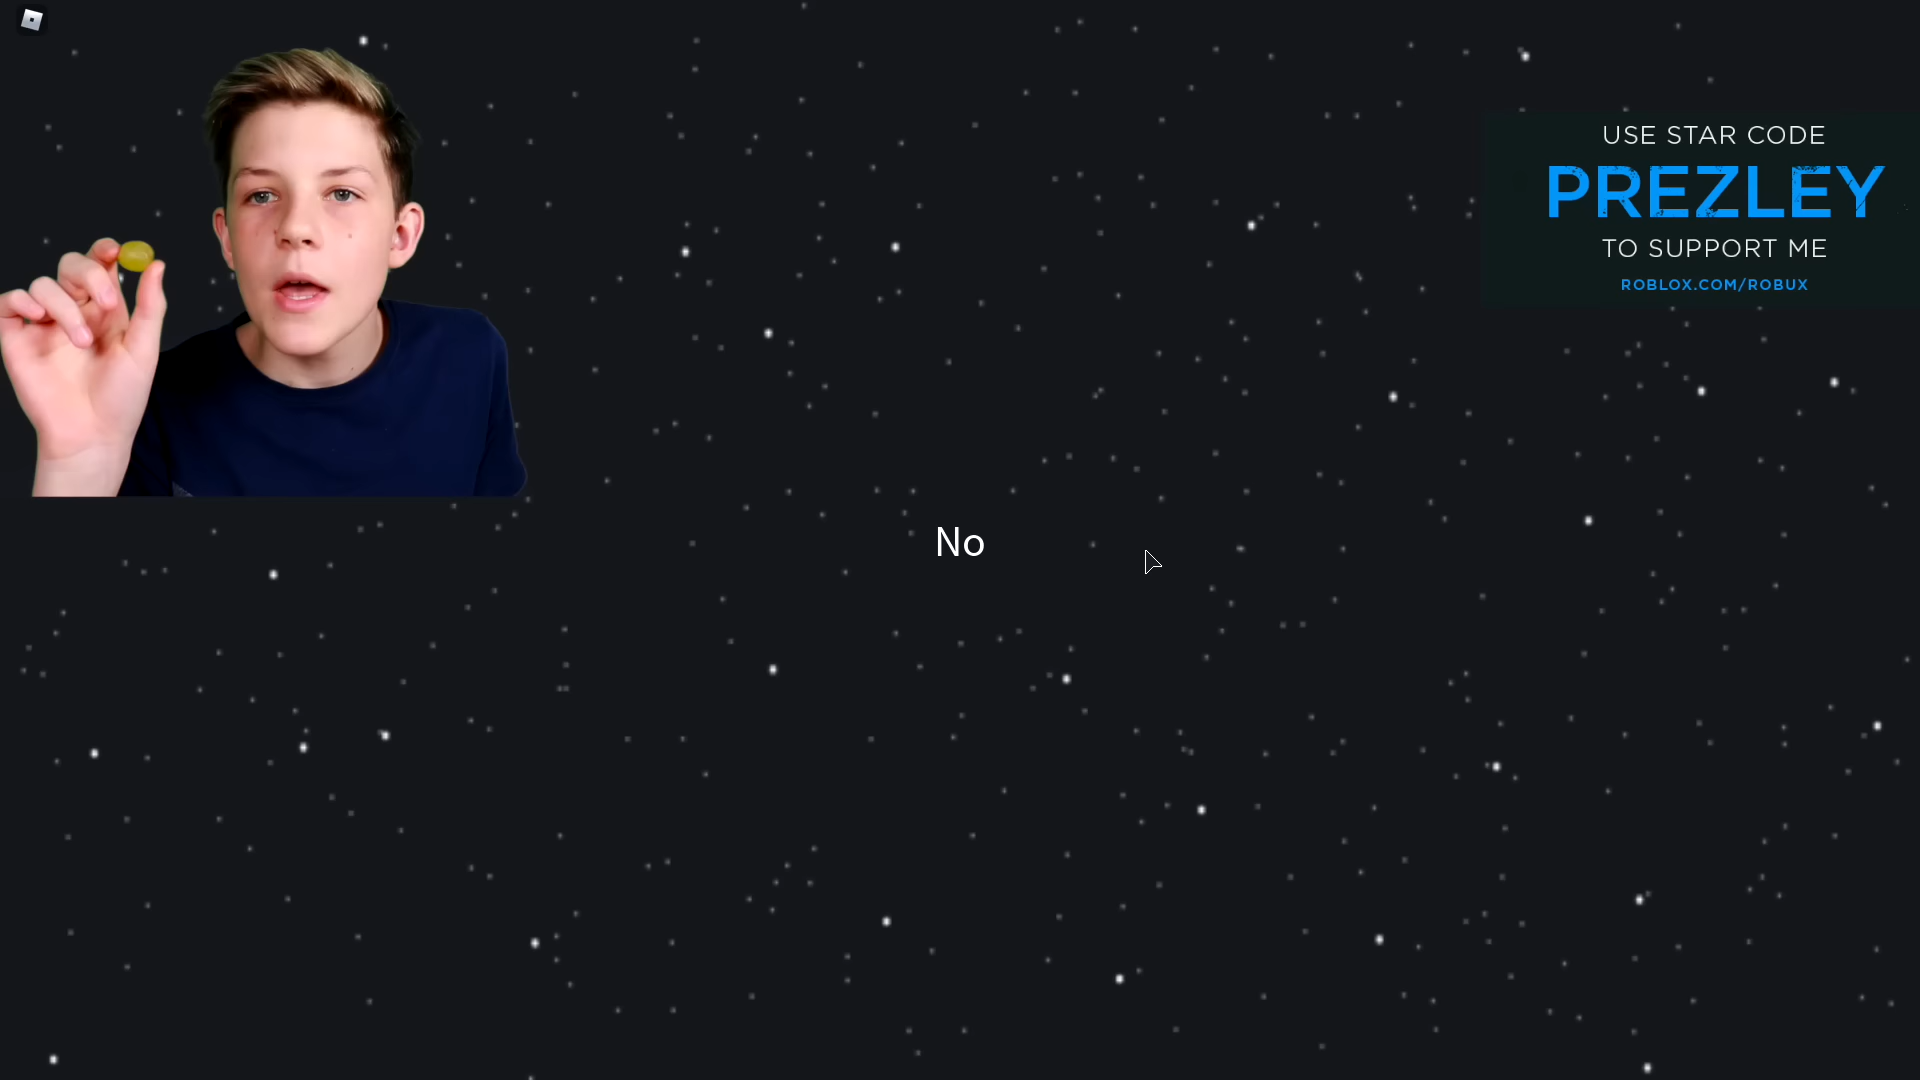 USE STAR CODE
PREZLEY
TO SUPPORT ME
ROBLOX.COM/ROBUX
No